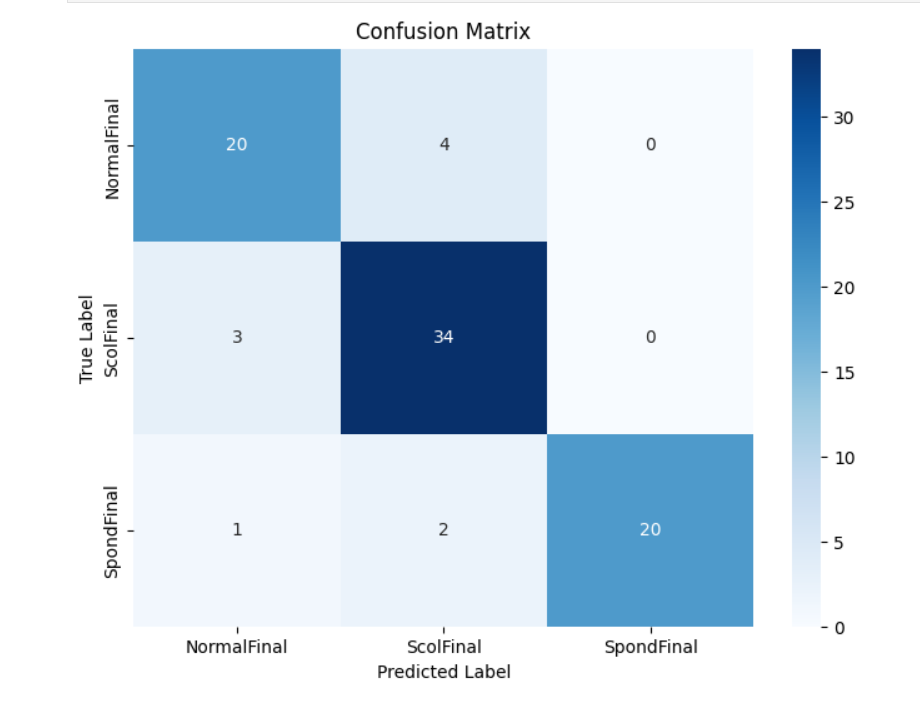 Confusion Matrix
True Label
NormalFinal
20 4 0
ScolFinal
3 34 0
SpondFinal
1 2 20
NormalFinal ScolFinal SpondFinal
Predicted Label
30
25
20
15
10
5
0